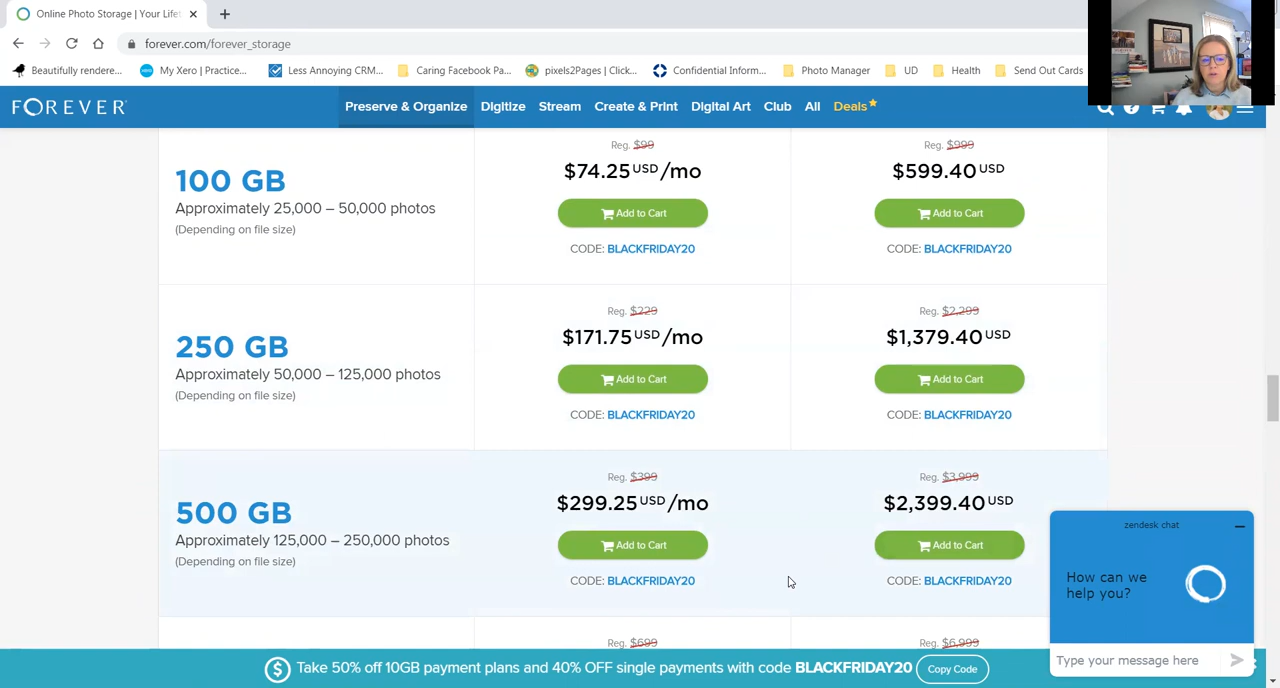 Online Photo Storage | Your Lifet
forever.com/forever_storage
Beautifully rendere...
My Xero | Practice...
Less Annoying CRM...
Caring Facebook Pa...
pixels2Pages | Click...
Confidential Inform...
Photo Manager
UD
Health
Send Out Cards
FOREVER
Preserve & Organize
Digitize
Stream
Create & Print
Digital Art
Club
All
Deals
100 GB
Approximately 25,000 – 50,000 photos
(Depending on file size)
Reg. $99
$74.25 USD /mo
Add to Cart
CODE: BLACKFRIDAY20
Reg. $999
$599.40 USD
Add to Cart
CODE: BLACKFRIDAY20
250 GB
Approximately 50,000 – 125,000 photos
(Depending on file size)
Reg. $229
$171.75 USD /mo
Add to Cart
CODE: BLACKFRIDAY20
Reg. $2,299
$1,379.40 USD
Add to Cart
CODE: BLACKFRIDAY20
500 GB
Approximately 125,000 – 250,000 photos
(Depending on file size)
Reg. $399
$299.25 USD /mo
Add to Cart
CODE: BLACKFRIDAY20
Reg. $3,999
$2,399.40 USD
Add to Cart
CODE: BLACKFRIDAY20
Reg. $699
Reg. $6,999
zendesk chat
How can we
help you?
Type your message here
Take 50% off 10GB payment plans and 40% OFF single payments with code BLACKFRIDAY20
Copy Code